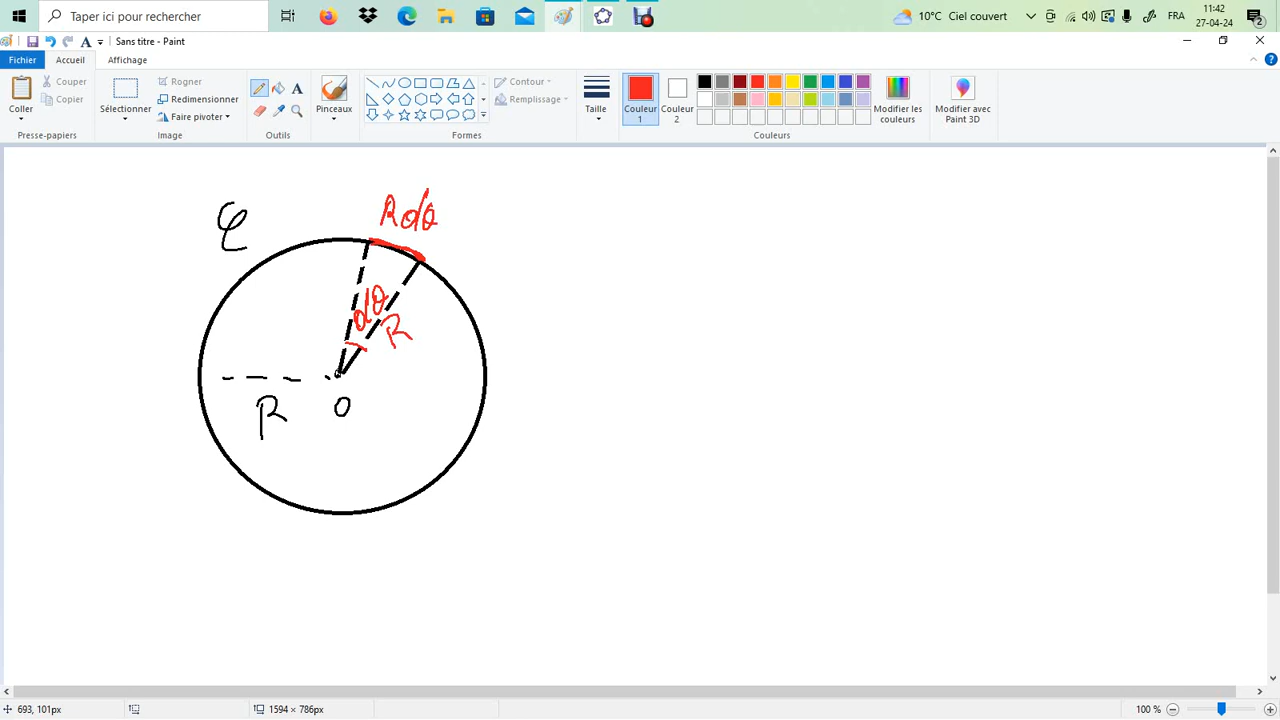 Taper ici pour rechercher
10°C Ciel couvert
FRA
11:42
27-04-24
2
Sans titre - Paint
Fichier
Accueil
Affichage
Coller
Couper
Copier
Presse-papiers
Sélectionner
Rogner
Redimensionner
Faire pivoter
Image
Outils
Pinceaux
Formes
Contour
Remplissage
Taille
Couleur 1
Couleur 2
Couleurs
Modifier les couleurs
Modifier avec Paint 3D
R dθ
dθ
R
R
O
693, 101px
1594 × 786px
100 %